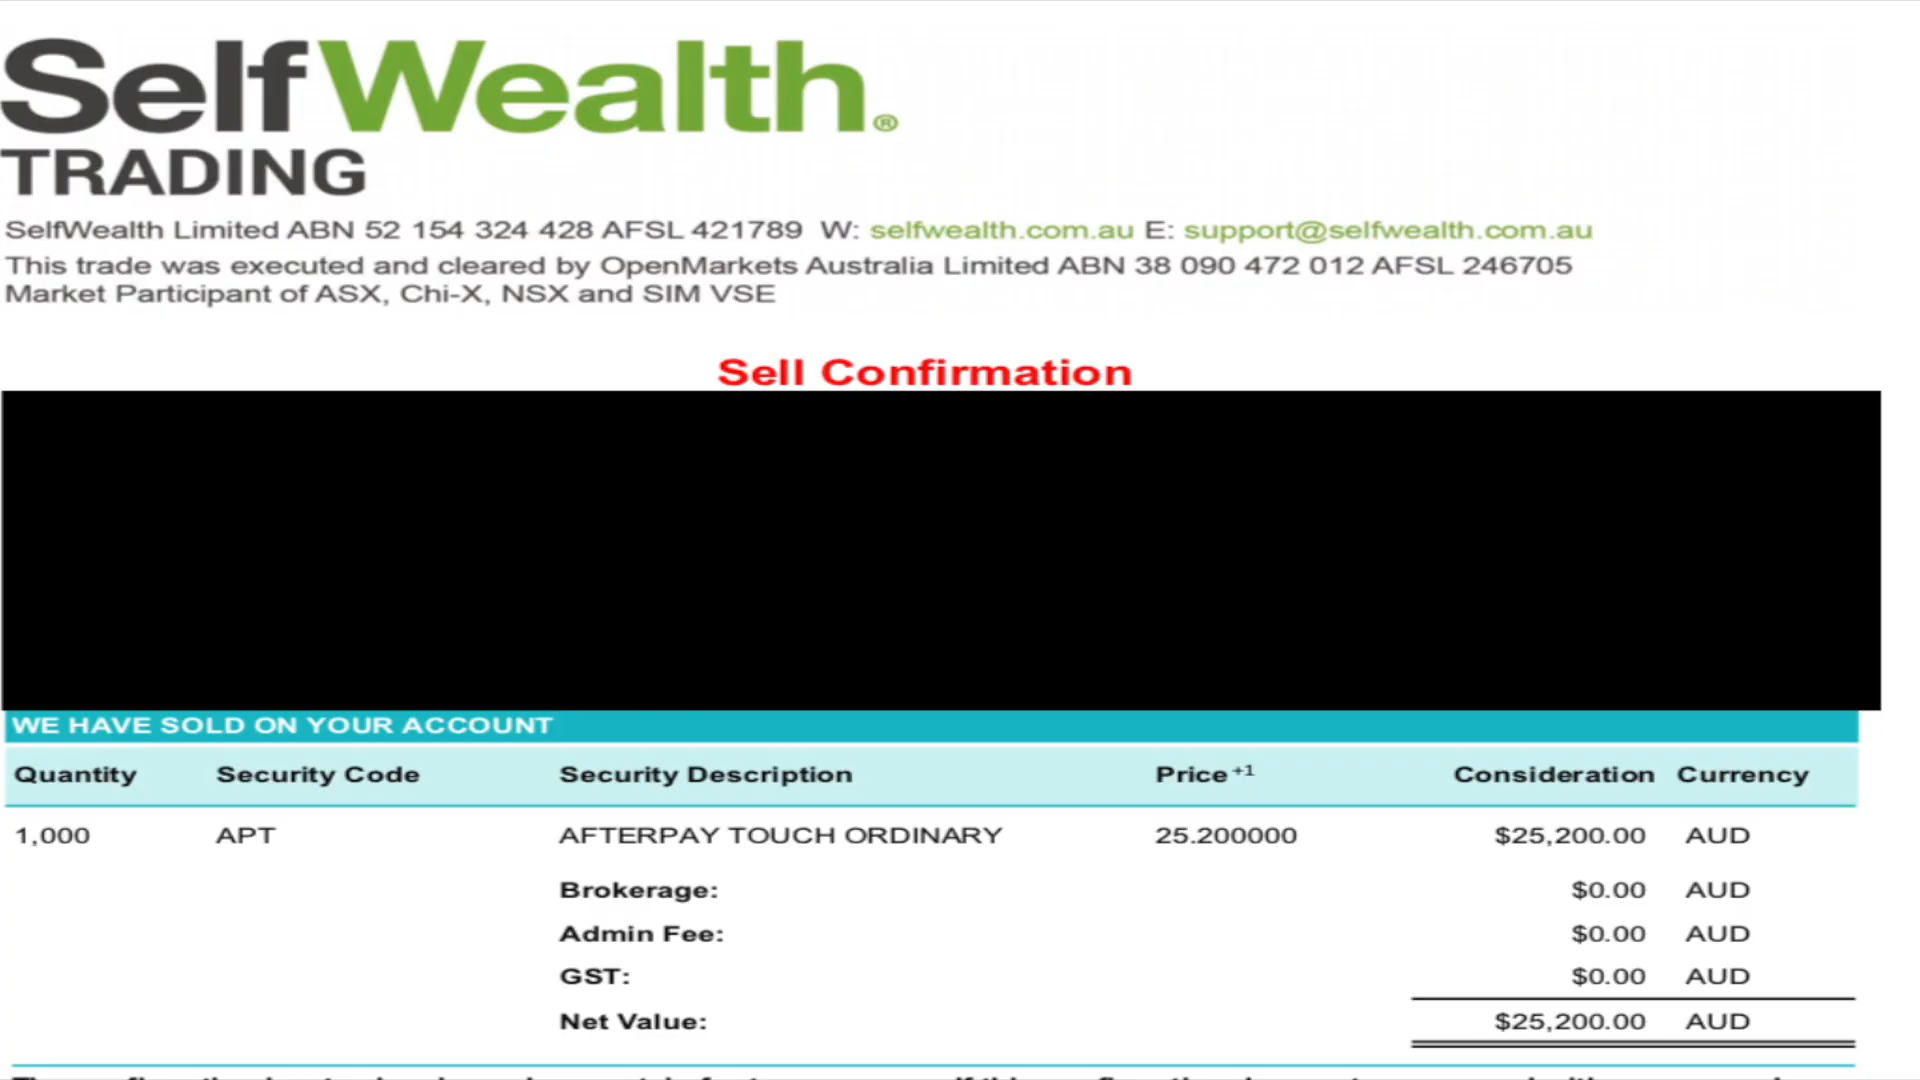 SelfWealth®
TRADING
SelfWealth Limited ABN 52 154 324 428 AFSL 421789 W: selfwealth.com.au E: support@selfwealth.com.au
This trade was executed and cleared by OpenMarkets Australia Limited ABN 38 090 472 012 AFSL 246705
Market Participant of ASX, Chi-X, NSX and SIM VSE
Sell Confirmation
WE HAVE SOLD ON YOUR ACCOUNT
Quantity Security Code Security Description Price +1 Consideration Currency
1,000 APT AFTERPAY TOUCH ORDINARY 25.200000 $25,200.00 AUD
Brokerage: $0.00 AUD
Admin Fee: $0.00 AUD
GST: $0.00 AUD
Net Value: $25,200.00 AUD